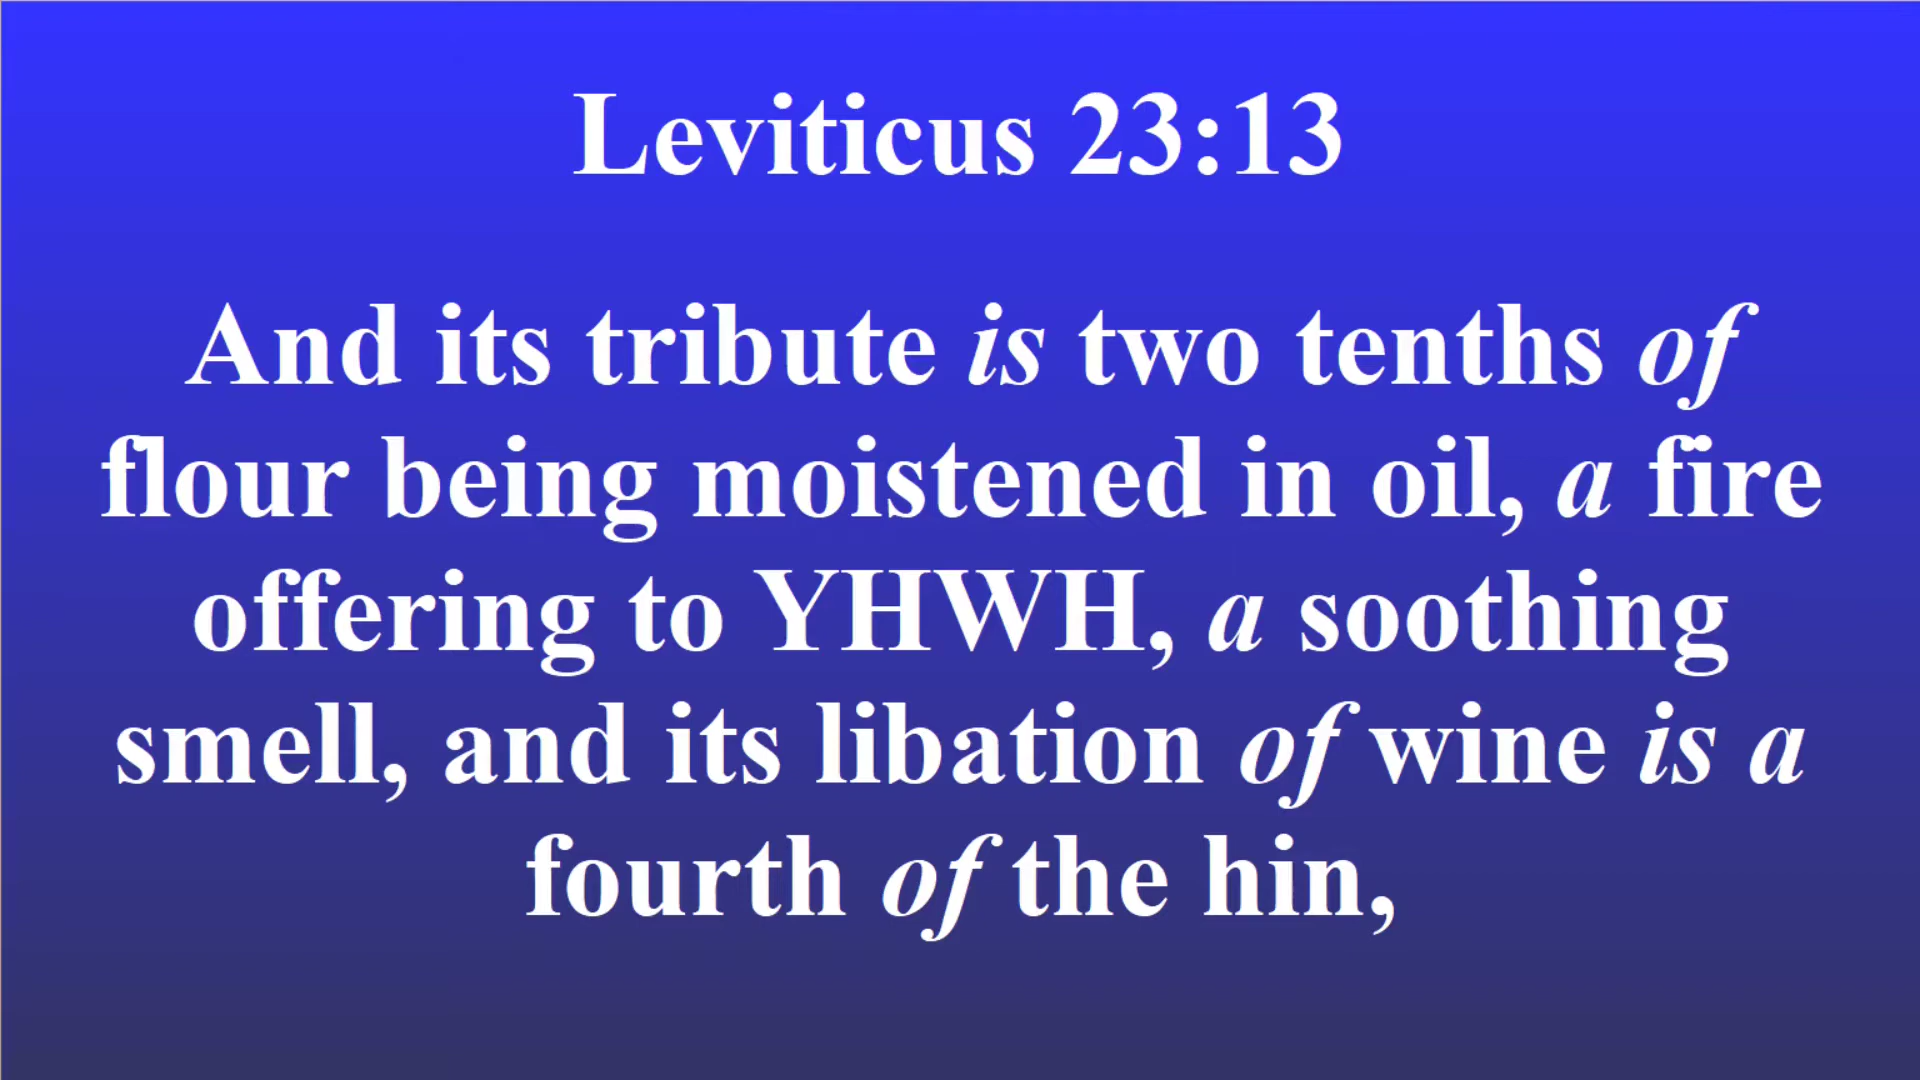 Leviticus 23:13
And its tribute is two tenths of
flour being moistened in oil, a fire
offering to YHWH, a soothing
smell, and its libation of wine is a
fourth of the hin,